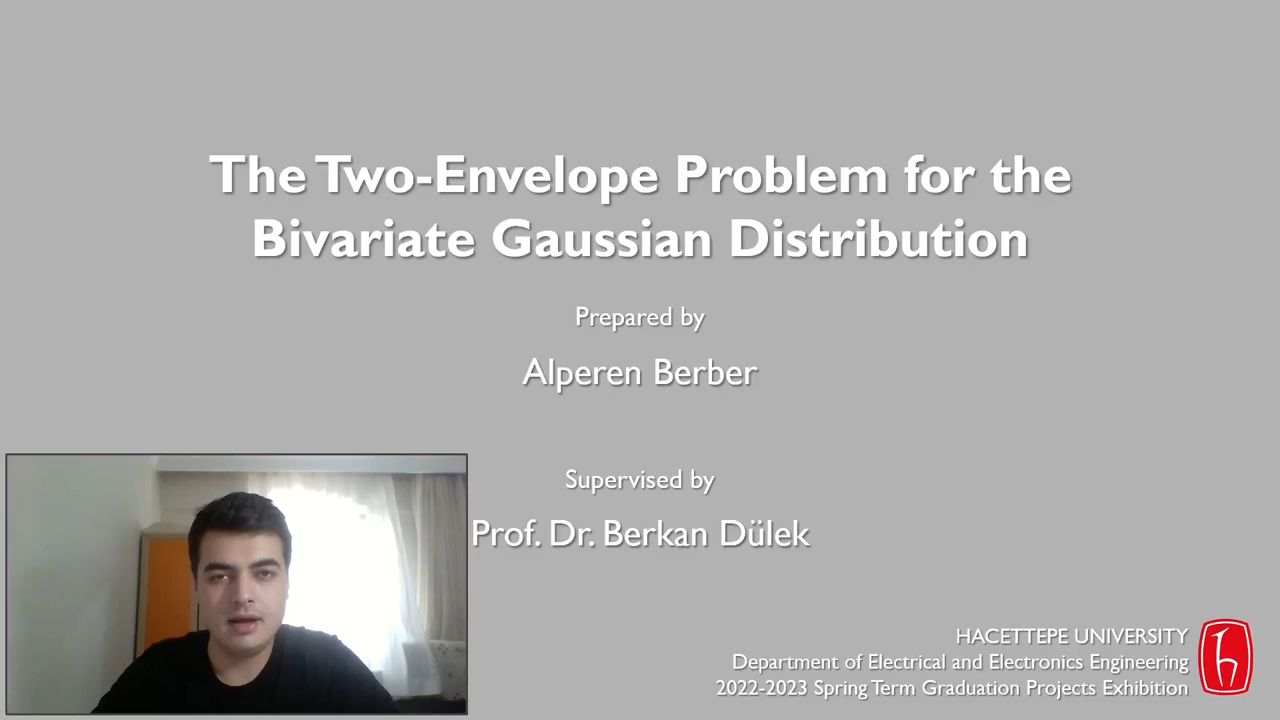 The Two-Envelope Problem for the
Bivariate Gaussian Distribution
Prepared by
Alperen Berber
Supervised by
Prof. Dr. Berkan Dülek
HACETTEPE UNIVERSITY
Department of Electrical and Electronics Engineering
2022-2023 Spring Term Graduation Projects Exhibition